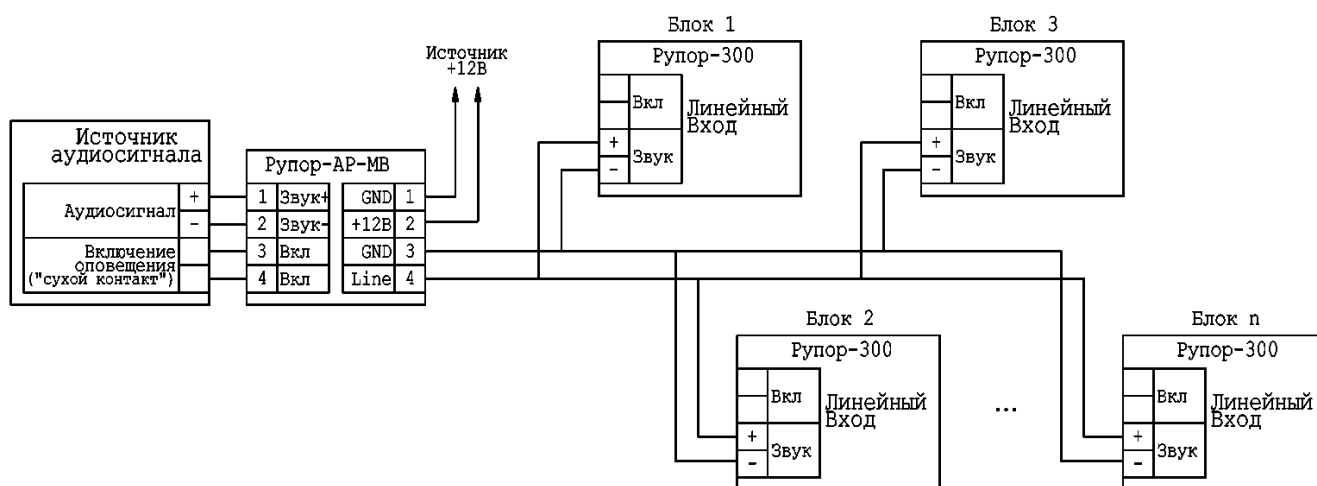 Источник
аудиосигнала
Аудиосигнал
+
-
Включение
оповещения
("сухой контакт")
Рупор-АР-МВ
1 Звук+ GND 1
2 Звук- +12В 2
3 Вкл GND 3
4 Вкл Line 4
Источник
+12В
Блок 1
Рупор-300
Вкл
Линейный
Вход
+
Звук
-
Блок 3
Рупор-300
Вкл
Линейный
Вход
+
Звук
-
Блок 2
Рупор-300
Вкл
Линейный
Вход
+
Звук
-
...
Блок n
Рупор-300
Вкл
Линейный
Вход
+
Звук
-